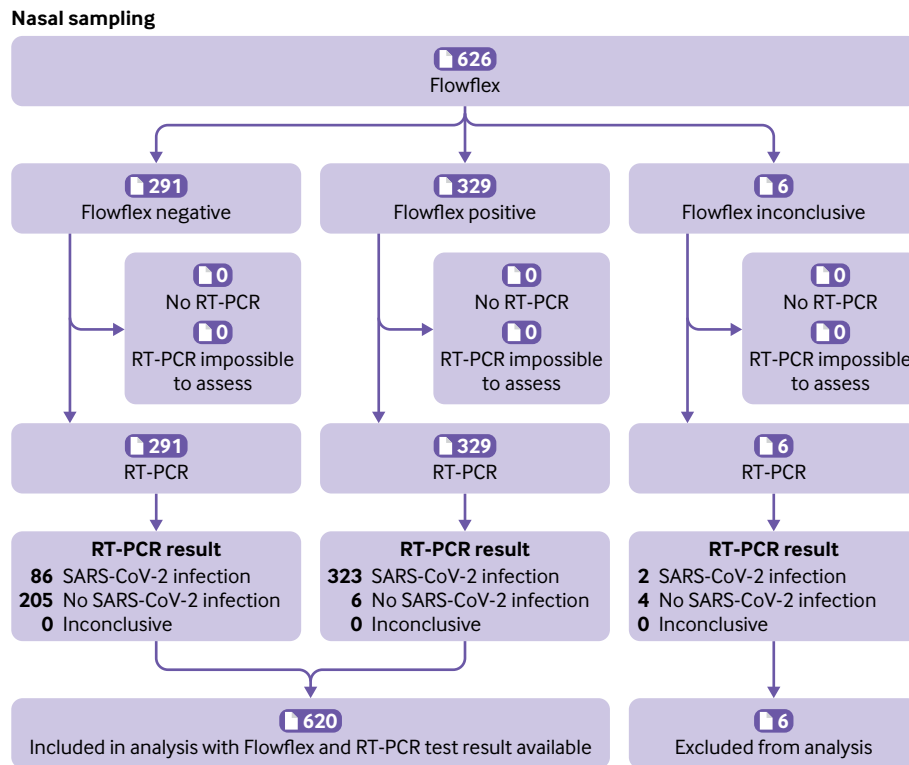 Nasal sampling
626
Flowflex
291
Flowflex negative
329
Flowflex positive
6
Flowflex inconclusive
0
No RT-PCR
0
RT-PCR impossible
to assess
0
No RT-PCR
0
RT-PCR impossible
to assess
0
No RT-PCR
0
RT-PCR impossible
to assess
291
RT-PCR
329
RT-PCR
6
RT-PCR
RT-PCR result
86 SARS-CoV-2 infection
205 No SARS-CoV-2 infection
0 Inconclusive
RT-PCR result
323 SARS-CoV-2 infection
6 No SARS-CoV-2 infection
0 Inconclusive
RT-PCR result
2 SARS-CoV-2 infection
4 No SARS-CoV-2 infection
0 Inconclusive
620
Included in analysis with Flowflex and RT-PCR test result available
6
Excluded from analysis